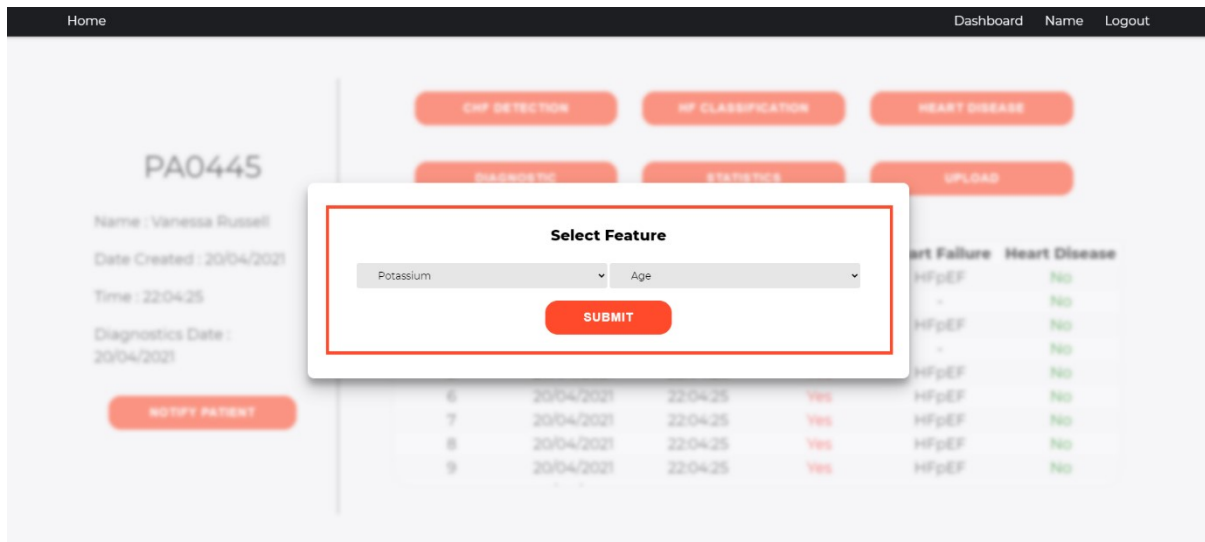 Home Dashboard Name Logout
CHF DETECTION HF CLASSIFICATION HEART DISEASE
DIAGNOSTIC STATISTICS UPLOAD
PA0445
Name : Vanessa Russell
Date Created : 20/04/2021
Time : 22:04:25
Diagnostics Date :
20/04/2021
NOTIFY PATIENT
Select Feature
Potassium Age
SUBMIT
art Failure Heart Disease
HFpEF No
- No
HFpEF No
- No
HFpEF No
6 20/04/2021 22:04:25 Yes HFpEF No
7 20/04/2021 22:04:25 Yes HFpEF No
8 20/04/2021 22:04:25 Yes HFpEF No
9 20/04/2021 22:04:25 Yes HFpEF No